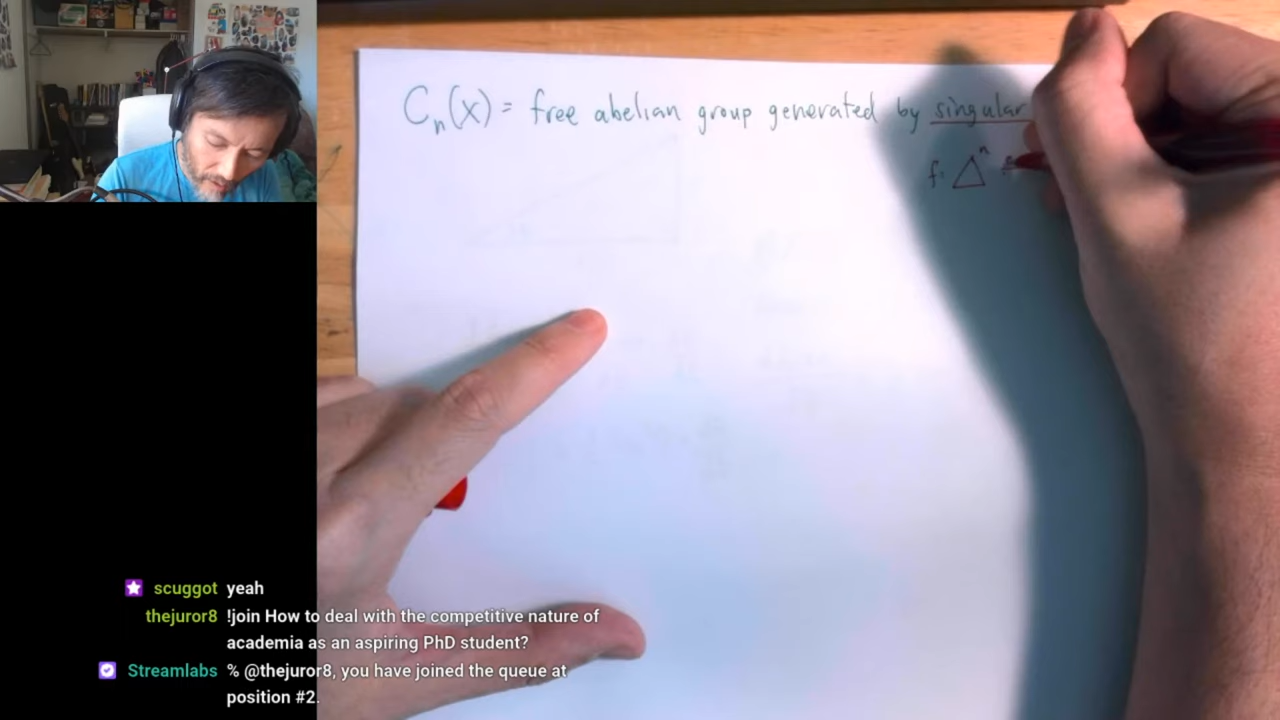 Cₙ(X) = free abelian group generated by singular
f: Δⁿ
scuggot yeah
thejuror8 !join How to deal with the competitive nature of
academia as an aspiring PhD student?
Streamlabs % @thejuror8, you have joined the queue at
position #2.